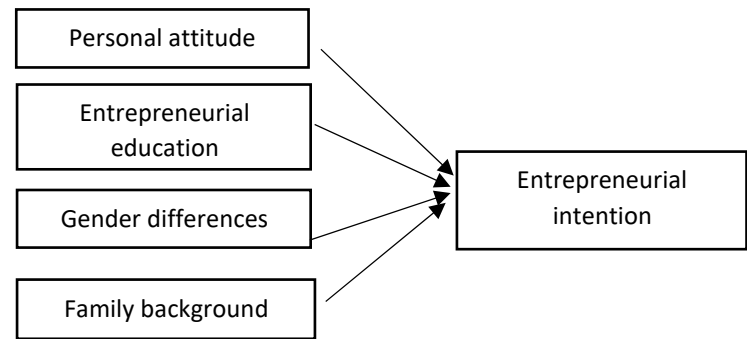 Personal attitude
Entrepreneurial
education
Gender differences
Family background
Entrepreneurial
intention